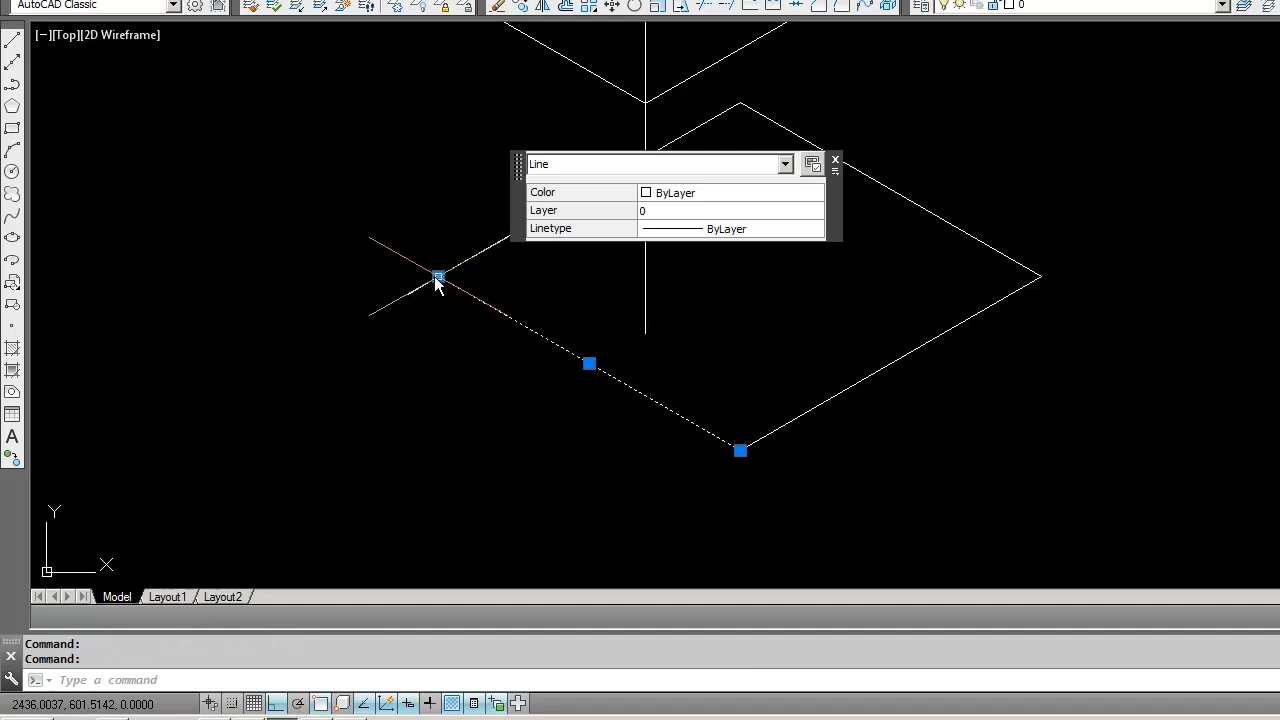 AutoCAD Classic
0
[−][Top][2D Wireframe]
Line
Color ByLayer
Layer 0
Linetype ByLayer
Y
X
A
Model Layout1 Layout2
Command:
Command:
Type a command
2436.0037, 601.5142, 0.0000